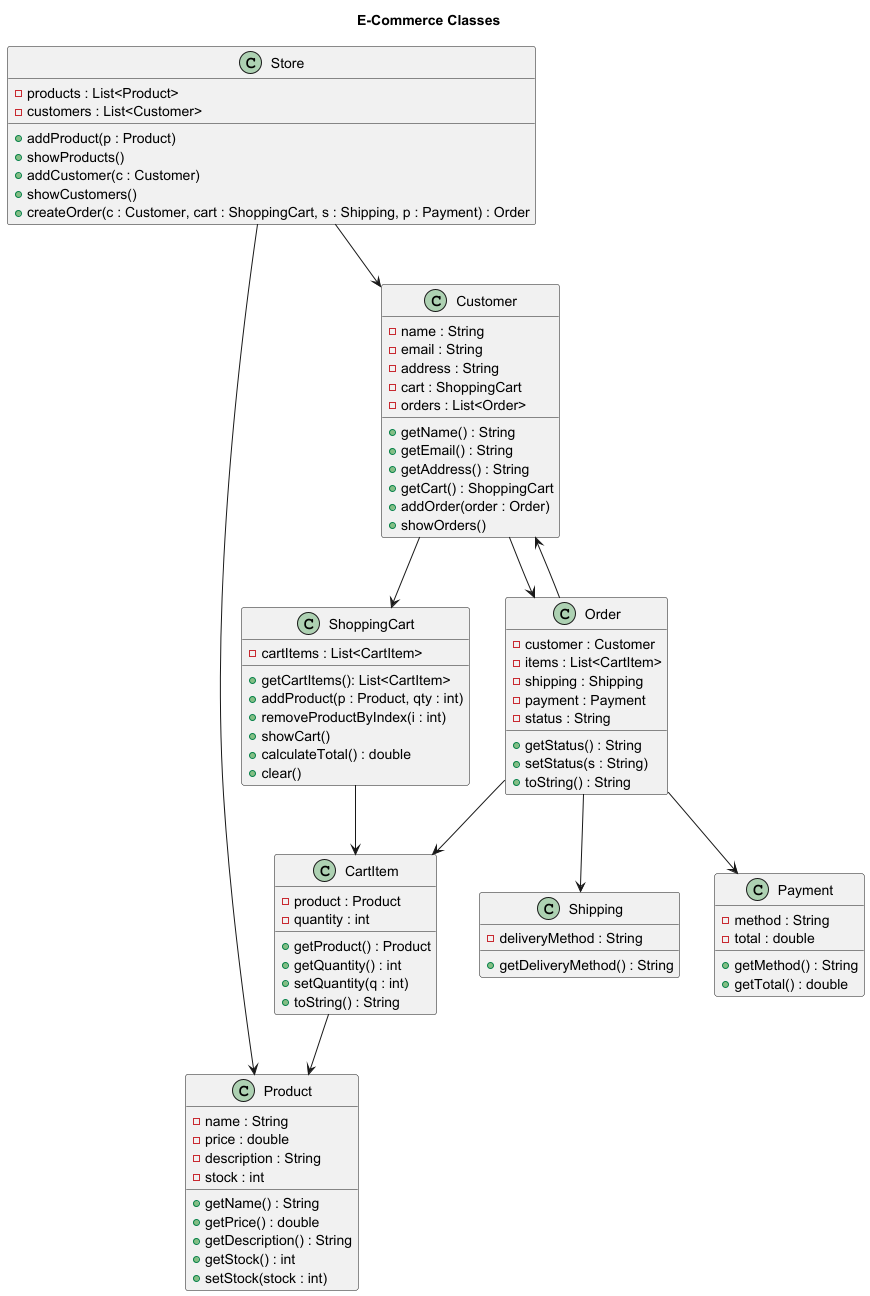 E-Commerce Classes
C Store
products : List<Product>
customers : List<Customer>
addProduct(p : Product)
showProducts()
addCustomer(c : Customer)
showCustomers()
createOrder(c : Customer, cart : ShoppingCart, s : Shipping, p : Payment) : Order
C Customer
name : String
email : String
address : String
cart : ShoppingCart
orders : List<Order>
getName() : String
getEmail() : String
getAddress() : String
getCart() : ShoppingCart
addOrder(order : Order)
showOrders()
C ShoppingCart
cartItems : List<CartItem>
getCartItems(): List<CartItem>
addProduct(p : Product, qty : int)
removeProductByIndex(i : int)
showCart()
calculateTotal() : double
clear()
C Order
customer : Customer
items : List<CartItem>
shipping : Shipping
payment : Payment
status : String
getStatus() : String
setStatus(s : String)
toString() : String
C CartItem
product : Product
quantity : int
getProduct() : Product
getQuantity() : int
setQuantity(q : int)
toString() : String
C Shipping
deliveryMethod : String
getDeliveryMethod() : String
C Payment
method : String
total : double
getMethod() : String
getTotal() : double
C Product
name : String
price : double
description : String
stock : int
getName() : String
getPrice() : double
getDescription() : String
getStock() : int
setStock(stock : int)